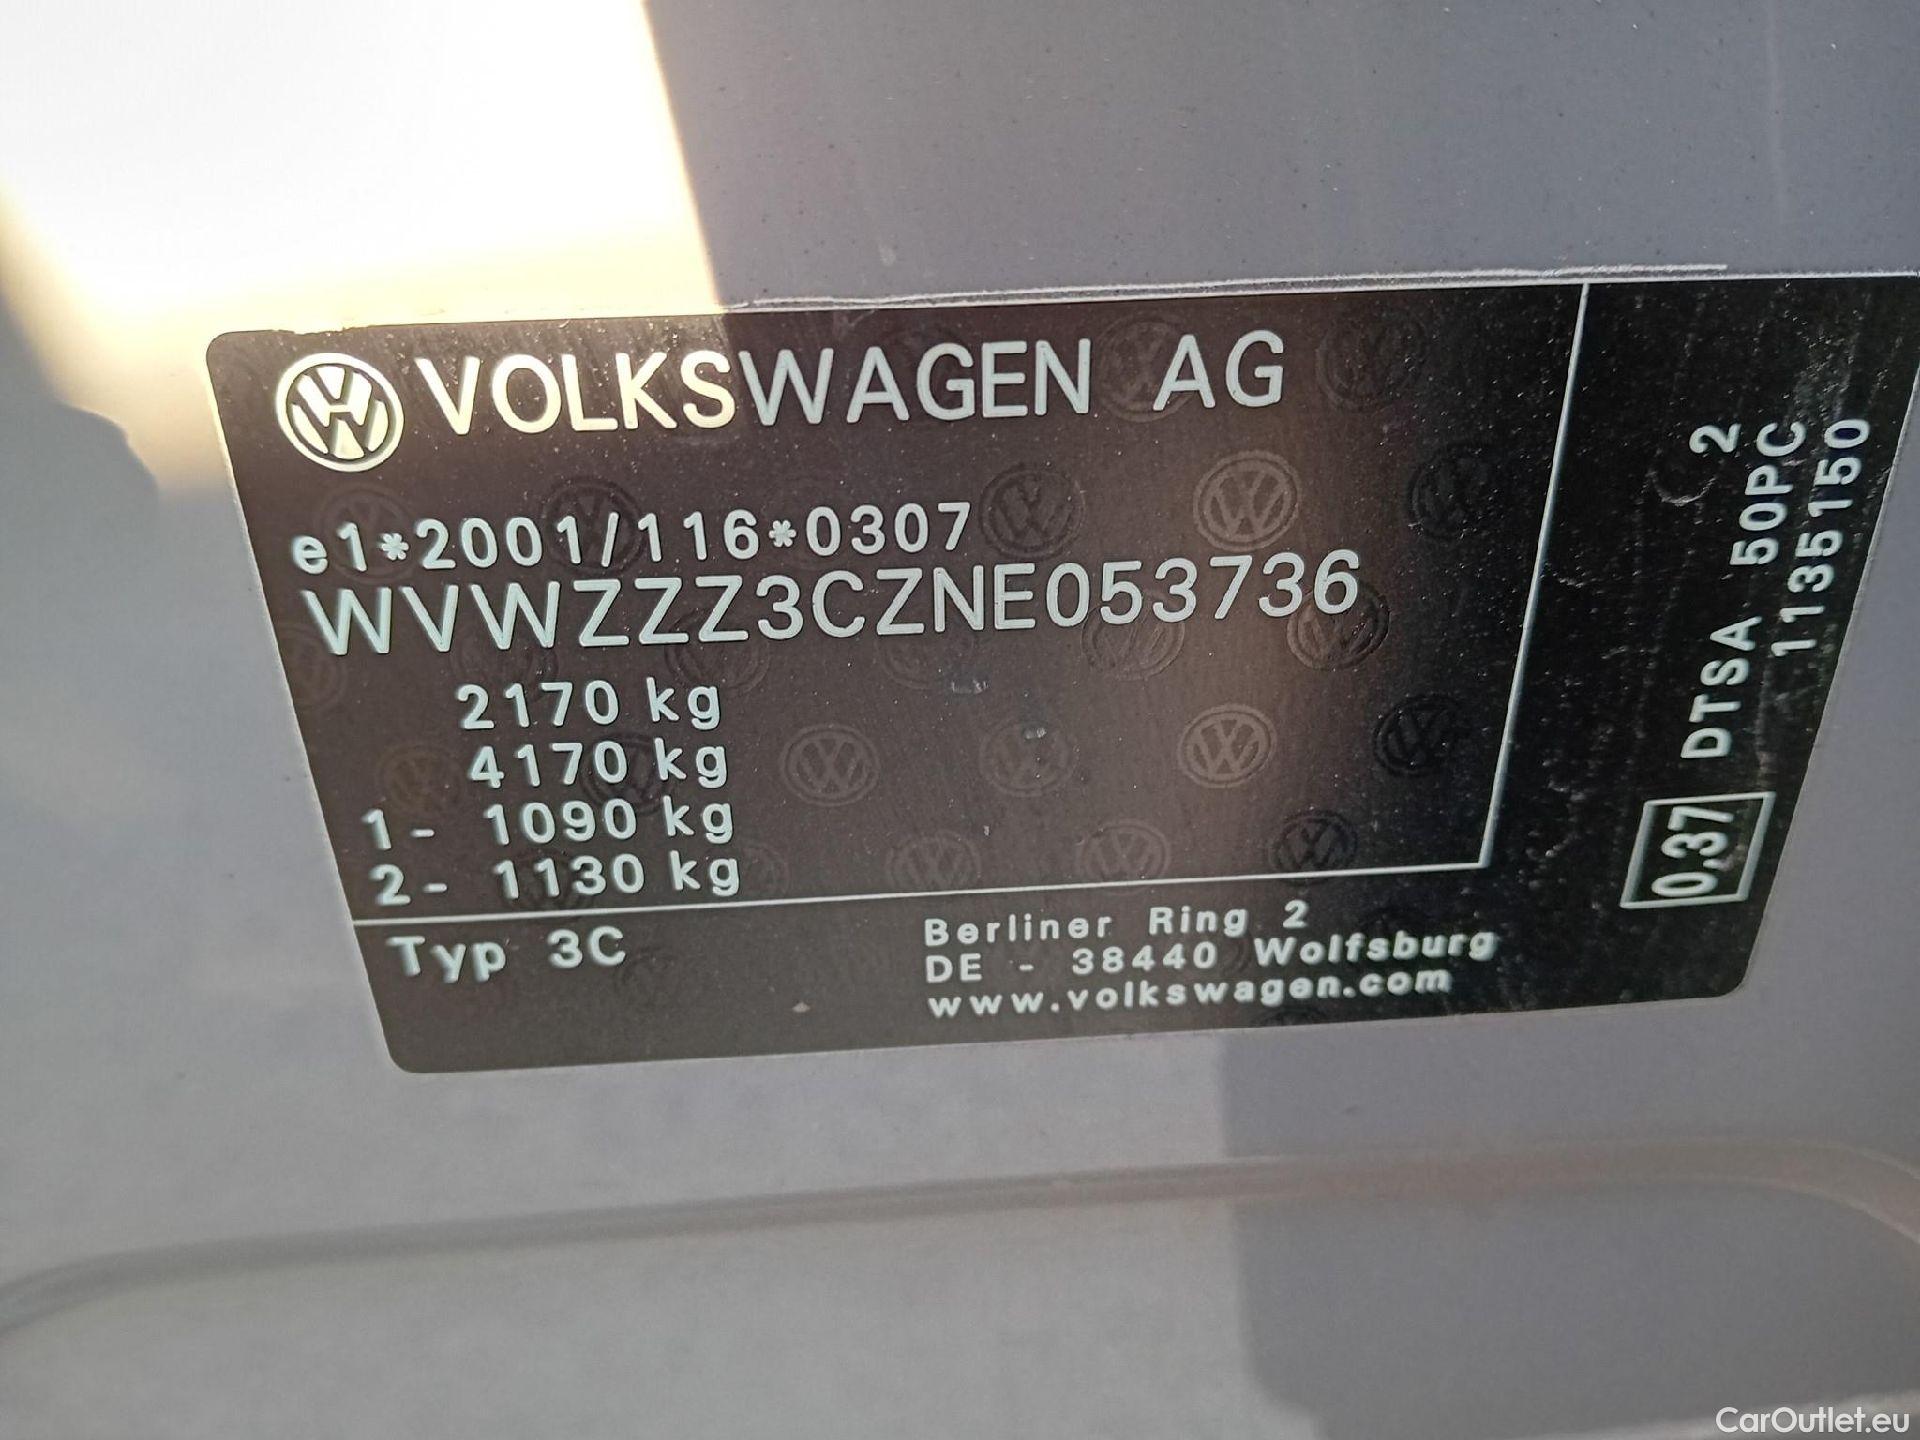 VOLKSWAGEN AG
e1*2001/116*0307
WVWZZZ3CZNE053736
2170 kg
4170 kg
1- 1090 kg
2- 1130 kg
Typ 3C
Berliner Ring 2
DE - 38440 Wolfsburg
www.volkswagen.com
2
0,37 DTSA 50PC
1135150
CarOutlet.eu